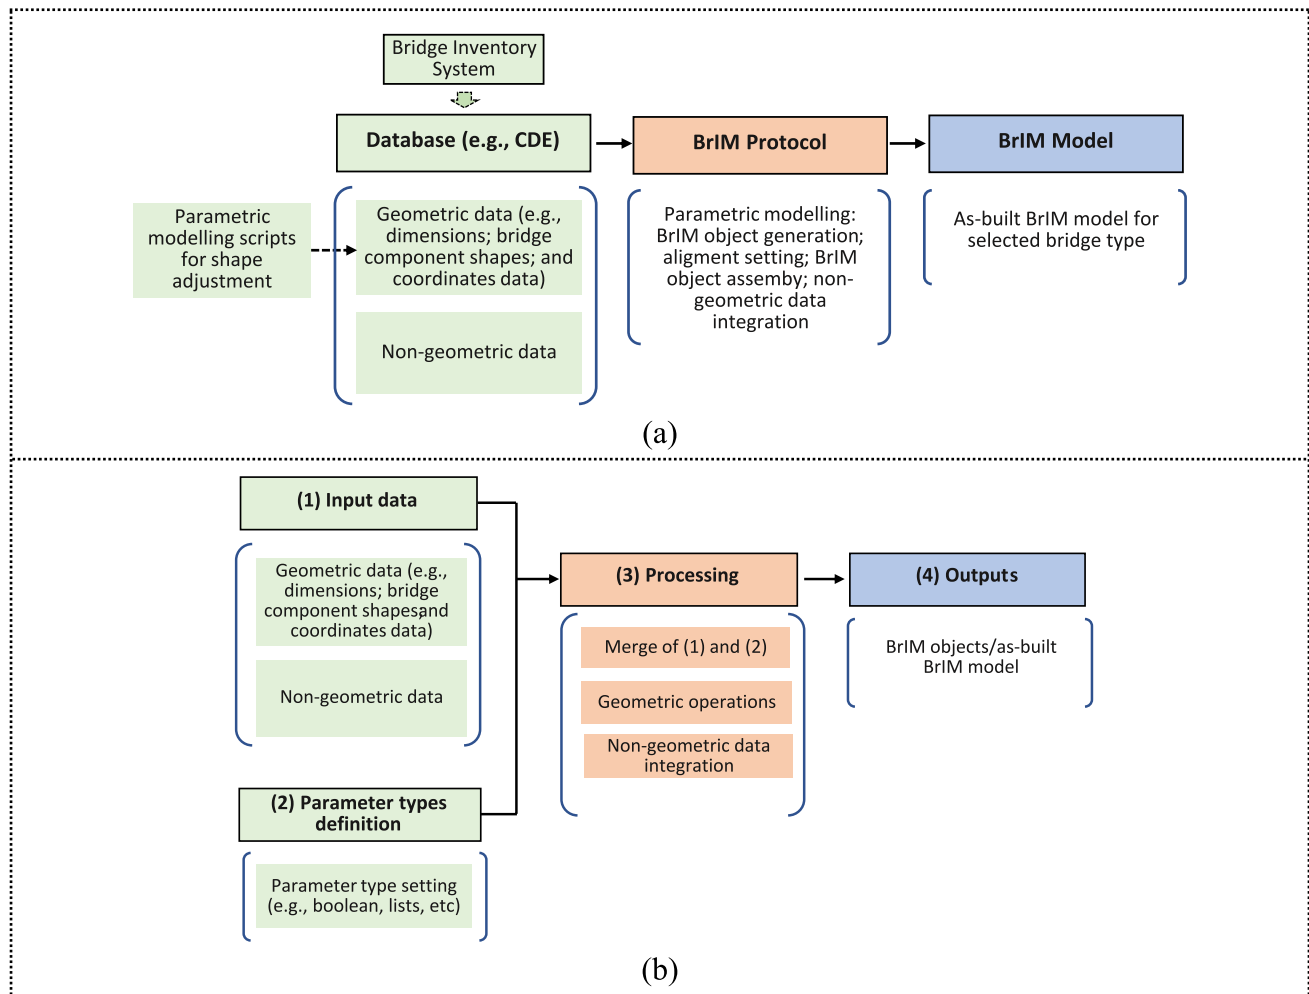 Bridge Inventory
System
Database (e.g., CDE)
BrIM Protocol
BrIM Model
Parametric
modelling scripts
for shape
adjustment
Geometric data (e.g.,
dimensions; bridge
component shapes; and
coordinates data)
Non-geometric data
Parametric modelling:
BrIM object generation;
aligment setting; BrIM
object assemby; non-
geometric data
integration
As-built BrIM model for
selected bridge type
(a)
(1) Input data
Geometric data (e.g.,
dimensions; bridge
component shapes;and
coordinates data)
Non-geometric data
(2) Parameter types
definition
Parameter type setting
(e.g., boolean, lists, etc)
(3) Processing
Merge of (1) and (2)
Geometric operations
Non-geometric data
integration
(4) Outputs
BrIM objects/as-built
BrIM model
(b)